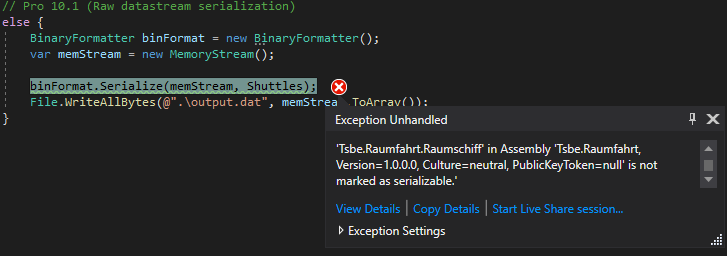 // Pro 10.1 (Raw datastream serialization)
else {
BinaryFormatter binFormat = new BinaryFormatter();
var memStream = new MemoryStream();
binFormat.Serialize(memStream, Shuttles);
File.WriteAllBytes(@".\output.dat", memStrea ToArray());
}
Exception Unhandled
'Tsbe.Raumfahrt.Raumschiff' in Assembly 'Tsbe.Raumfahrt,
Version=1.0.0.0, Culture=neutral, PublicKeyToken=null' is not
marked as serializable.'
View Details | Copy Details | Start Live Share session...
Exception Settings